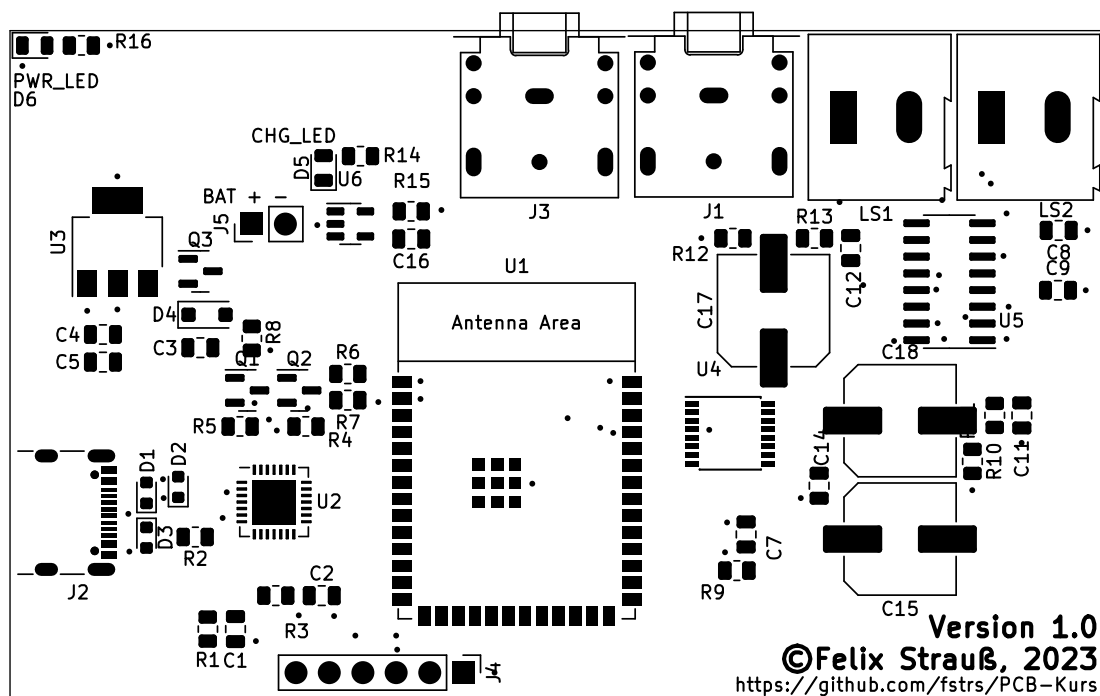 R16
PWR_LED
D6
CHG_LED
D5
R14
U6
BAT + -
J5
R15
C16
J3
J1
LS1
LS2
R13
R12
C12
C8
C9
U3
Q3
U1
Antenna Area
C17
U5
D4
R8
C4
C3
C5
Q1
Q2
R6
R7
U4
C18
R5
R4
D1
D2
D3
U2
R2
J2
C14
R10
C11
C7
R9
C2
R3
R1
C1
J4
C15
Version 1.0
©Felix Strauß, 2023
https://github.com/fstrs/PCB-Kurs